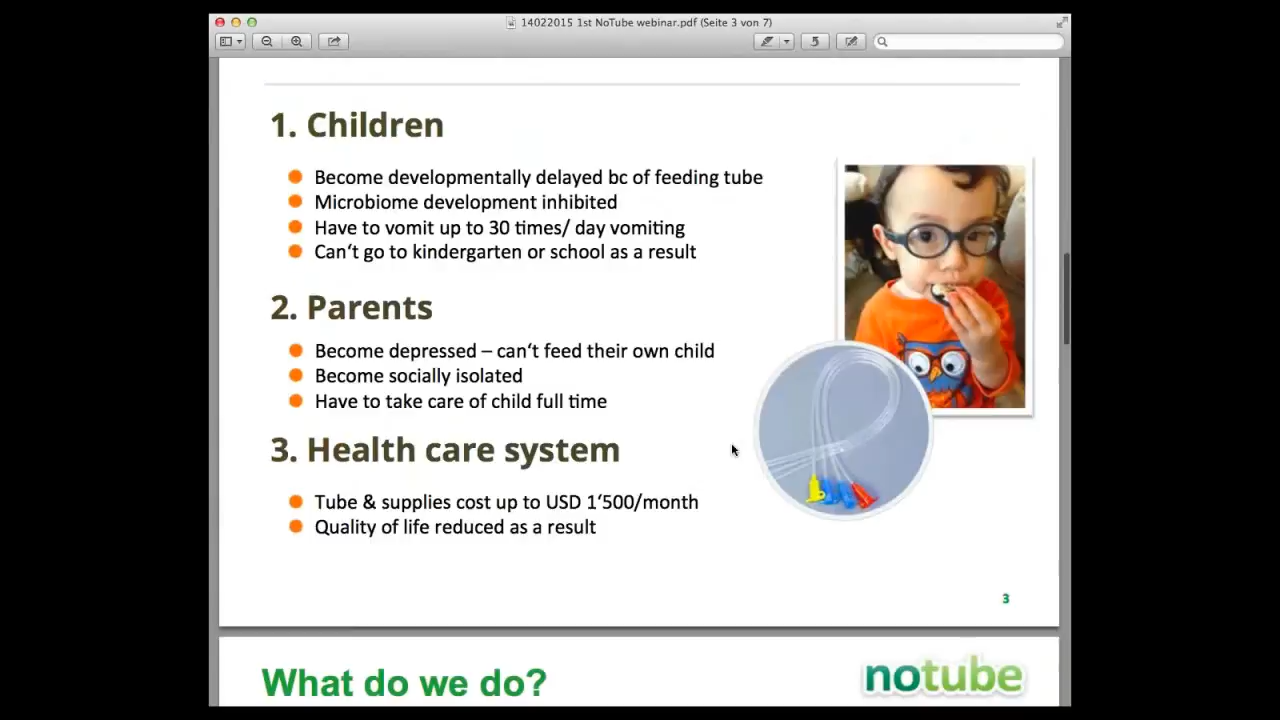 14022015 1st NoTube webinar.pdf (Seite 3 von 7)
1. Children
Become developmentally delayed bc of feeding tube
Microbiome development inhibited
Have to vomit up to 30 times/ day vomiting
Can‘t go to kindergarten or school as a result
2. Parents
Become depressed – can‘t feed their own child
Become socially isolated
Have to take care of child full time
3. Health care system
Tube & supplies cost up to USD 1‘500/month
Quality of life reduced as a result
3
What do we do?
notube